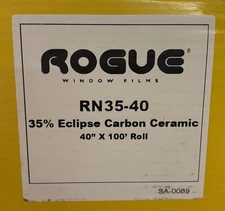 ROGUE
WINDOW FILMS
RN35-40
35% Eclipse Carbon Ceramic
40" X 100' Roll
SA-0089